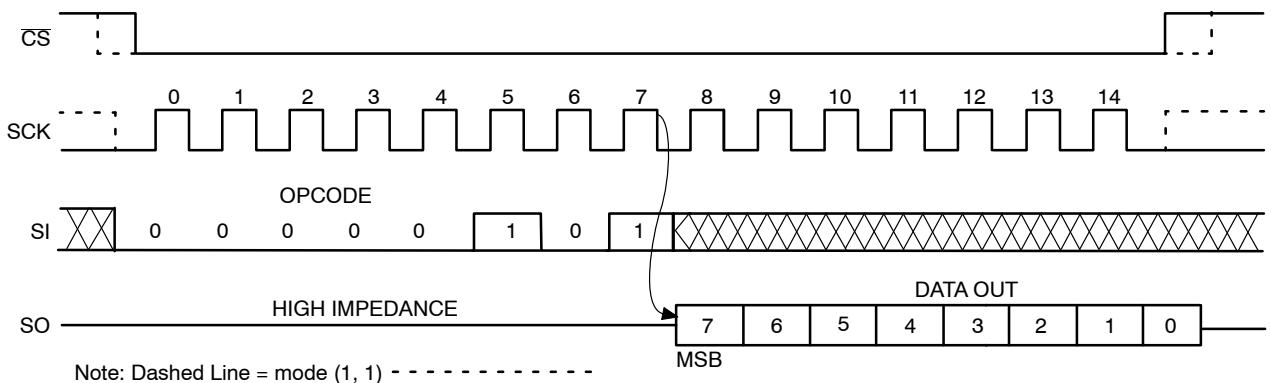 CS
0 1 2 3 4 5 6 7 8 9 10 11 12 13 14
SCK
OPCODE
SI 0 0 0 0 0 1 0 1
DATA OUT
HIGH IMPEDANCE
SO 7 6 5 4 3 2 1 0
MSB
Note: Dashed Line = mode (1, 1)